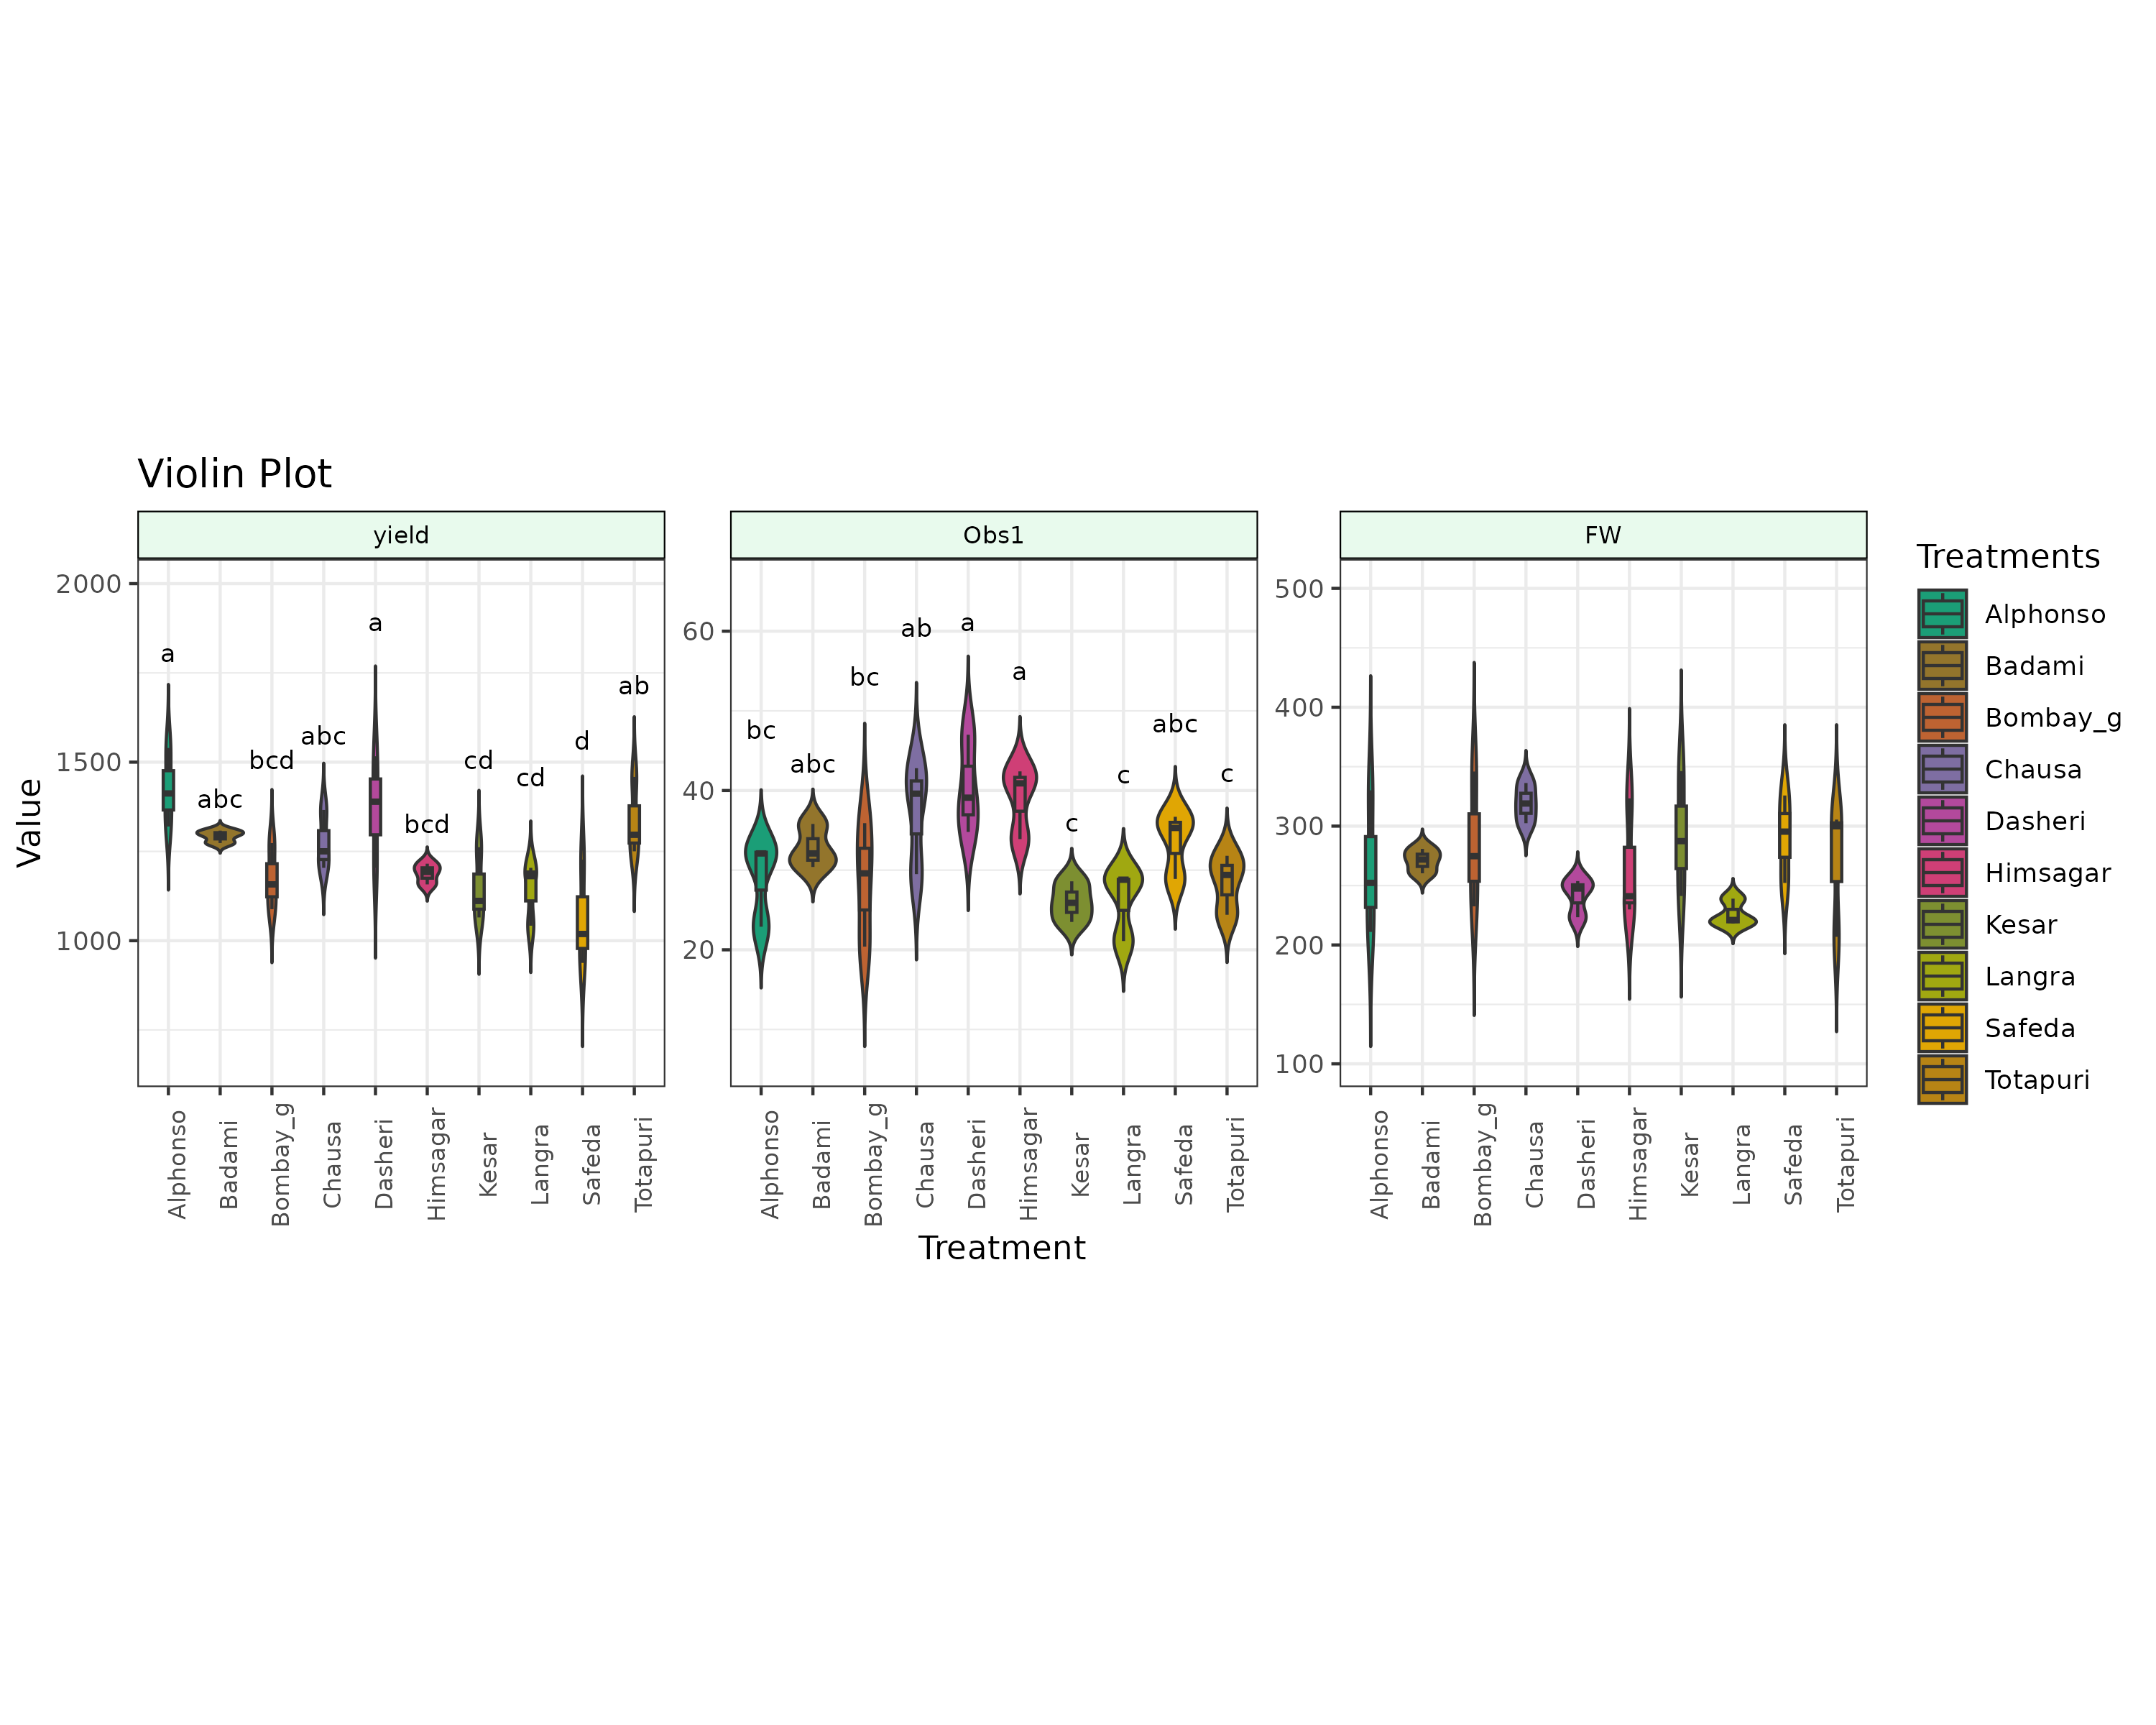 Violin Plot
yield
Obs1
FW
Value
2000
1500
1000
a
abc
bcd
abc
a
bcd
cd
cd
d
ab
Alphonso
Badami
Bombay_g
Chausa
Dasheri
Himsagar
Kesar
Langra
Safeda
Totapuri
60
40
20
bc
abc
bc
ab
a
a
c
c
abc
c
Alphonso
Badami
Bombay_g
Chausa
Dasheri
Himsagar
Kesar
Langra
Safeda
Totapuri
500
400
300
200
100
Alphonso
Badami
Bombay_g
Chausa
Dasheri
Himsagar
Kesar
Langra
Safeda
Totapuri
Treatment
Treatments
Alphonso
Badami
Bombay_g
Chausa
Dasheri
Himsagar
Kesar
Langra
Safeda
Totapuri